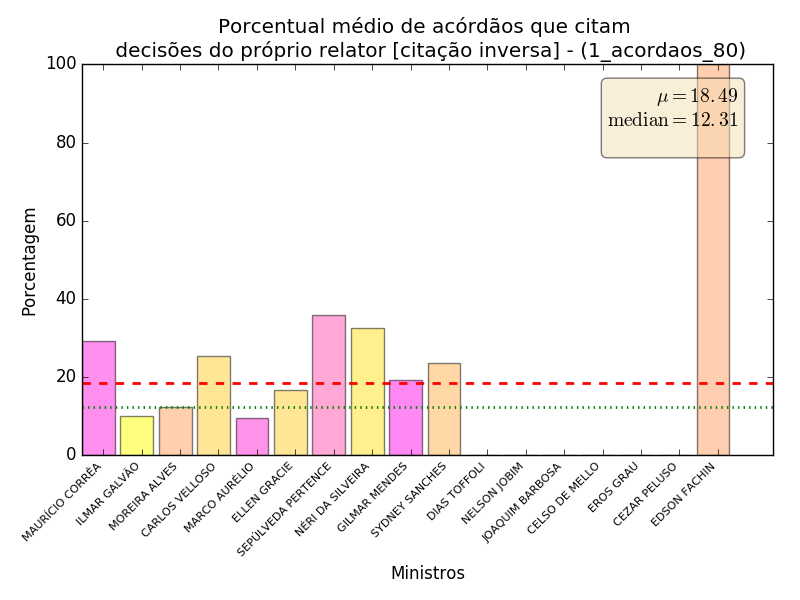 Porcentual médio de acórdãos que citam
decisões do próprio relator [citação inversa] - (1_acordaos_80)
100
80
60
40
20
0
Porcentagem
μ = 18.49
median = 12.31
MAURÍCIO CORRÊA
ILMAR GALVÃO
MOREIRA ALVES
CARLOS VELLOSO
MARCO AURÉLIO
ELLEN GRACIE
SEPÚLVEDA PERTENCE
NÉRI DA SILVEIRA
GILMAR MENDES
SYDNEY SANCHES
DIAS TOFFOLI
NELSON JOBIM
JOAQUIM BARBOSA
CELSO DE MELLO
EROS GRAU
CEZAR PELUSO
EDSON FACHIN
Ministros